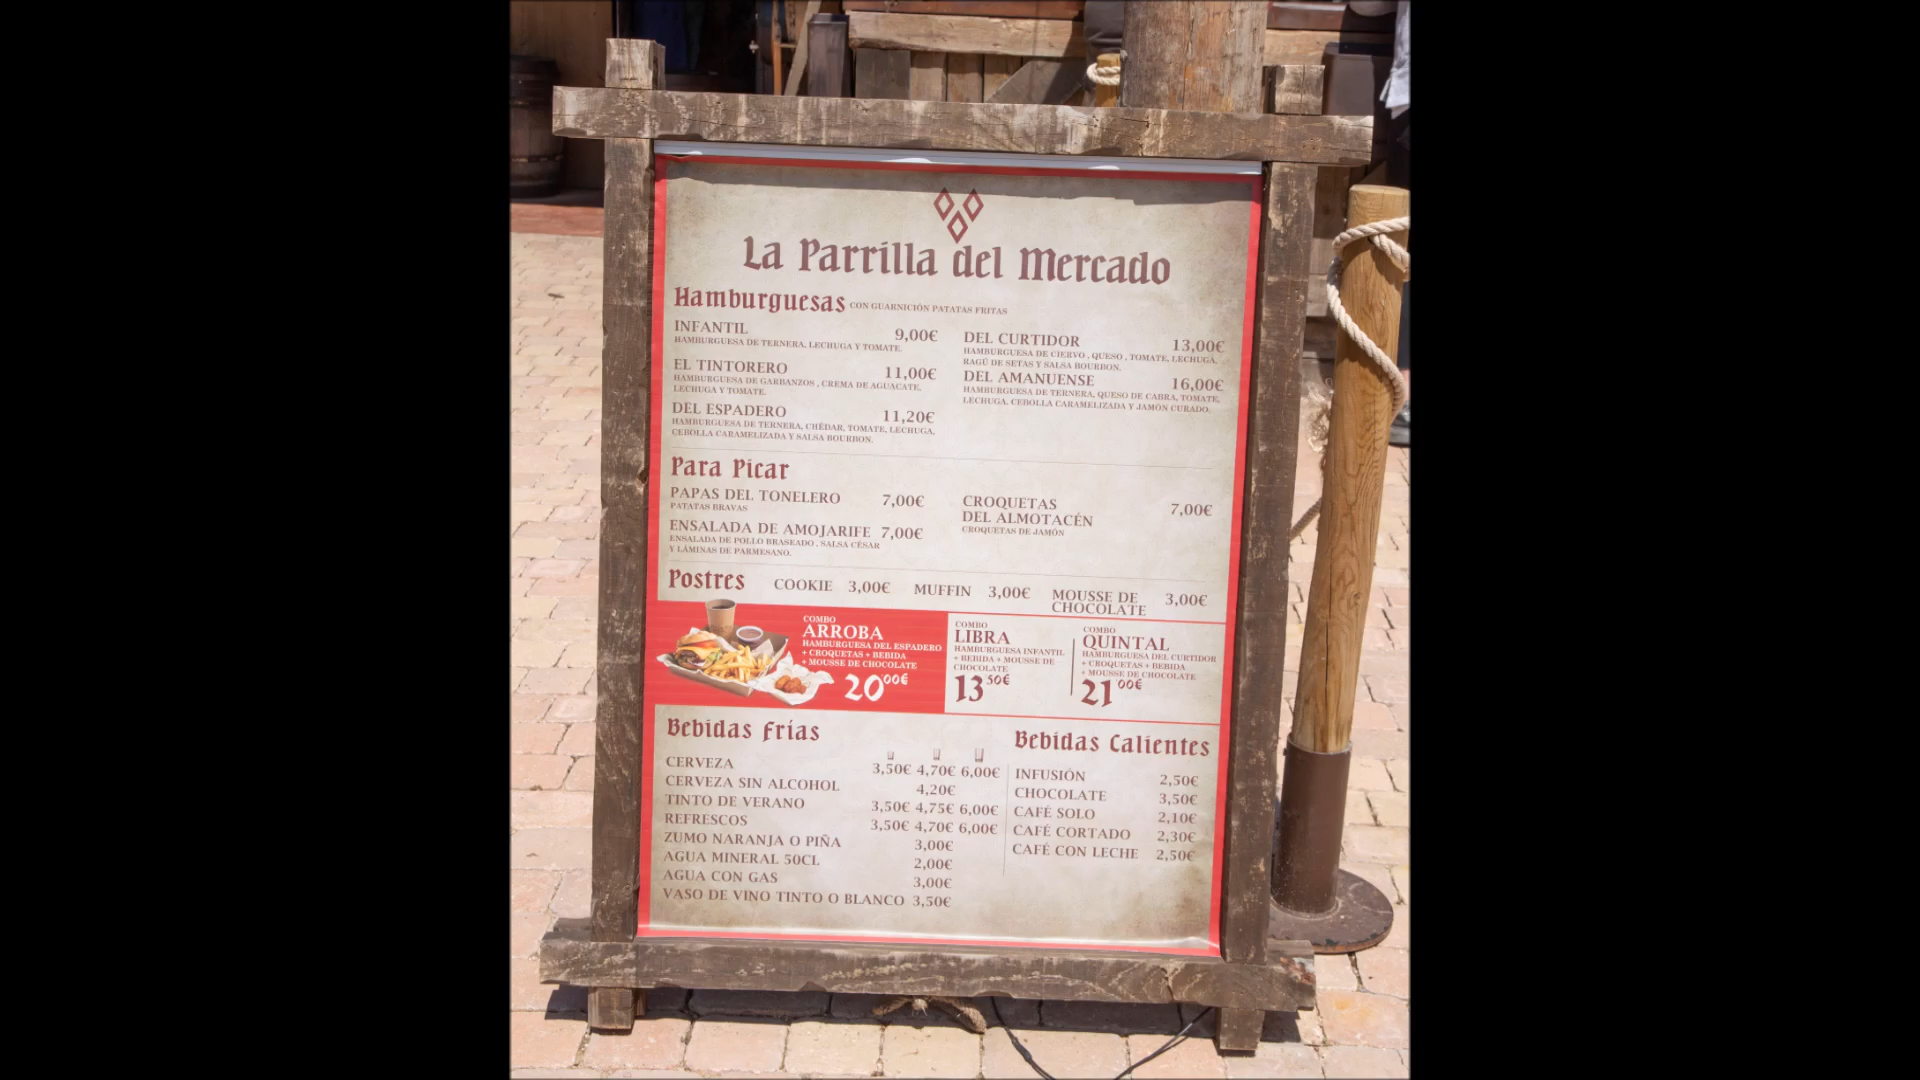 La Parrilla del Mercado
Hamburguesas CON GUARNICIÓN PATATAS FRITAS
INFANTIL 9,00€
HAMBURGUESA DE TERNERA, LECHUGA Y TOMATE.
EL TINTORERO 11,00€
HAMBURGUESA DE GARBANZOS , CREMA DE AGUACATE,
LECHUGA Y TOMATE.
DEL ESPADERO 11,20€
HAMBURGUESA DE TERNERA, CHÉDAR, TOMATE, LECHUGA,
CEBOLLA CARAMELIZADA Y SALSA BOURBON.
DEL CURTIDOR 13,00€
HAMBURGUESA DE CIERVO , QUESO , TOMATE, LECHUGA,
RAGÚ DE SETAS Y SALSA BOURBON.
DEL AMANUENSE 16,00€
HAMBURGUESA DE TERNERA, QUESO DE CABRA, TOMATE,
LECHUGA, CEBOLLA CARAMELIZADA Y JAMÓN CURADO.
Para Picar
PAPAS DEL TONELERO 7,00€
PATATAS BRAVAS
ENSALADA DE AMOJARIFE 7,00€
ENSALADA DE POLLO BRASEADO , SALSA CÉSAR
Y LÁMINAS DE PARMESANO.
CROQUETAS
DEL ALMOTACÉN 7,00€
CROQUETAS DE JAMÓN
Postres COOKIE 3,00€ MUFFIN 3,00€ MOUSSE DE
CHOCOLATE 3,00€
COMBO
ARROBA
HAMBURGUESA DEL ESPADERO
+ CROQUETAS + BEBIDA
+ MOUSSE DE CHOCOLATE
20'00€
COMBO
LIBRA
HAMBURGUESA INFANTIL
+ BEBIDA + MOUSSE DE
CHOCOLATE
13'50€
COMBO
QUINTAL
HAMBURGUESA DEL CURTIDOR
+ CROQUETAS + BEBIDA
+ MOUSSE DE CHOCOLATE
21'00€
Bebidas Frías
CERVEZA 3,50€ 4,70€ 6,00€
CERVEZA SIN ALCOHOL 4,20€
TINTO DE VERANO 3,50€ 4,75€ 6,00€
REFRESCOS 3,50€ 4,70€ 6,00€
ZUMO NARANJA O PIÑA 3,00€
AGUA MINERAL 50CL 2,00€
AGUA CON GAS 3,00€
VASO DE VINO TINTO O BLANCO 3,50€
Bebidas Calientes
INFUSIÓN 2,50€
CHOCOLATE 3,50€
CAFÉ SOLO 2,10€
CAFÉ CORTADO 2,30€
CAFÉ CON LECHE 2,50€